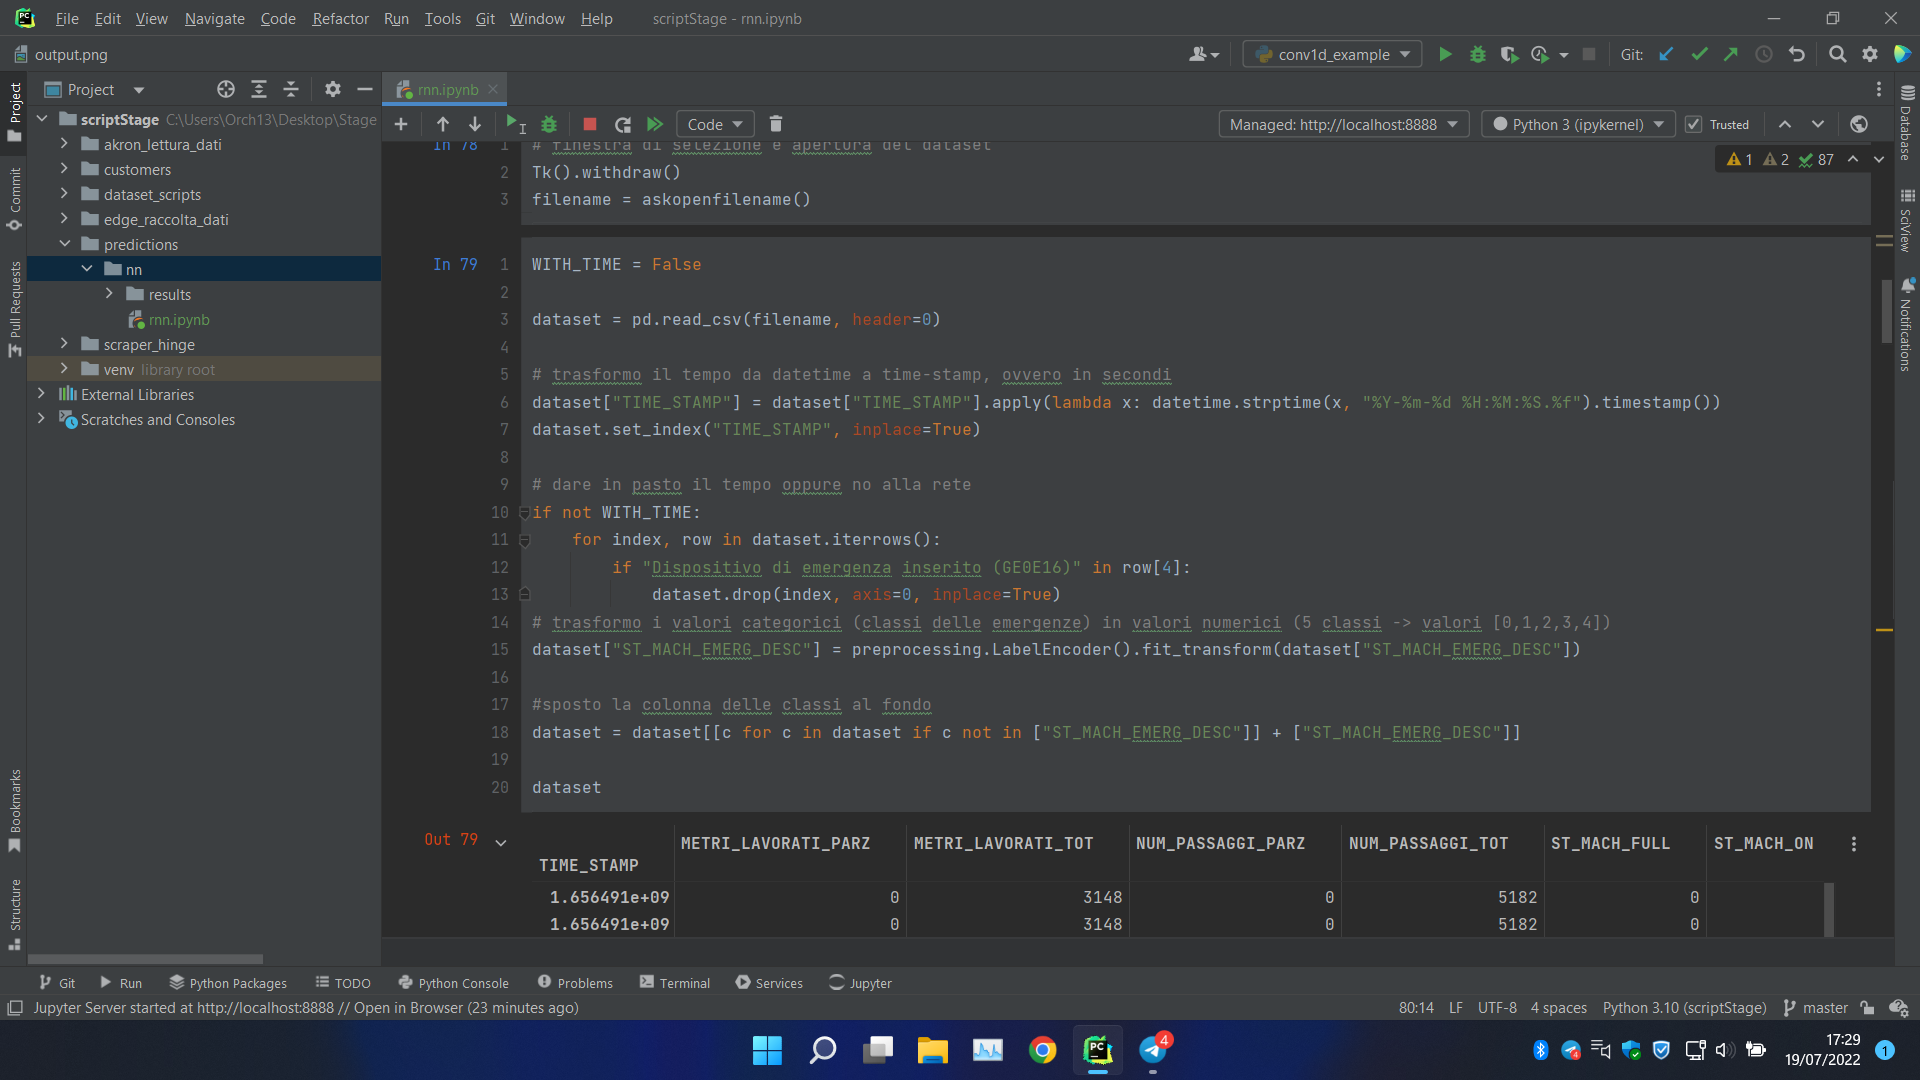 File Edit View Navigate Code Refactor Run Tools Git Window Help scriptStage - rnn.ipynb
output.png
conv1d_example
Git:
Project
rnn.ipynb
scriptStage C:\Users\Orch13\Desktop\Stage
akron_lettura_dati
customers
dataset_scripts
edge_raccolta_dati
predictions
nn
results
rnn.ipynb
scraper_hinge
venv library root
External Libraries
Scratches and Consoles
Project
Commit
Pull Requests
Bookmarks
Structure
Code
Managed: http://localhost:8888
Python 3 (ipykernel)
Trusted
1 2 87
Database
SciView
Notifications
In 78 1 # finestra di selezione e apertura del dataset
2 Tk().withdraw()
3 filename = askopenfilename()
In 79 1 WITH_TIME = False
2
3 dataset = pd.read_csv(filename, header=0)
4
5 # trasformo il tempo da datetime a time-stamp, ovvero in secondi
6 dataset["TIME_STAMP"] = dataset["TIME_STAMP"].apply(lambda x: datetime.strptime(x, "%Y-%m-%d %H:%M:%S.%f").timestamp())
7 dataset.set_index("TIME_STAMP", inplace=True)
8
9 # dare in pasto il tempo oppure no alla rete
10 if not WITH_TIME:
11 for index, row in dataset.iterrows():
12 if "Dispositivo di emergenza inserito (GE0E16)" in row[4]:
13 dataset.drop(index, axis=0, inplace=True)
14 # trasformo i valori categorici (classi delle emergenze) in valori numerici (5 classi -> valori [0,1,2,3,4])
15 dataset["ST_MACH_EMERG_DESC"] = preprocessing.LabelEncoder().fit_transform(dataset["ST_MACH_EMERG_DESC"])
16
17 #sposto la colonna delle classi al fondo
18 dataset = dataset[[c for c in dataset if c not in ["ST_MACH_EMERG_DESC"]] + ["ST_MACH_EMERG_DESC"]]
19
20 dataset
Out 79
METRI_LAVORATI_PARZ METRI_LAVORATI_TOT NUM_PASSAGGI_PARZ NUM_PASSAGGI_TOT ST_MACH_FULL ST_MACH_ON
TIME_STAMP
1.656491e+09 0 3148 0 5182 0
1.656491e+09 0 3148 0 5182 0
Git Run Python Packages TODO Python Console Problems Terminal Services Jupyter
Jupyter Server started at http://localhost:8888 // Open in Browser (23 minutes ago)
80:14 LF UTF-8 4 spaces Python 3.10 (scriptStage) master
PC
4
4
17:29
19/07/2022
1